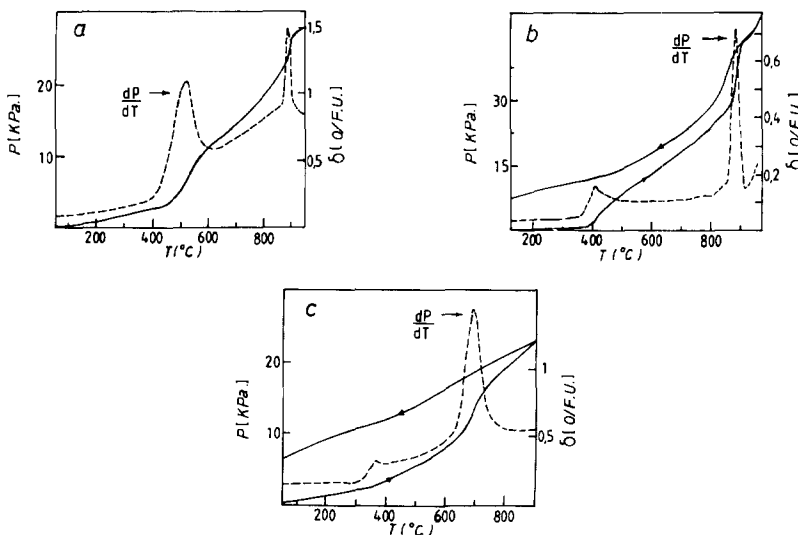 a
dP
dT
P[KPa.]
20
10
1,5
1
0,5
δ[O/F.U.]
200 400 600 800
T(°C)
b
dP
dT
P[KPa.]
45
30
15
0,6
0,4
0,2
δ[O/F.U.]
200 400 600 800
T(°C)
c
dP
dT
P[KPa.]
20
10
1
0,5
δ[O/F.U.]
200 400 600 800
T(°C)